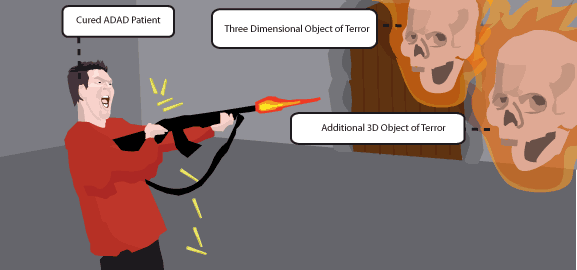 Cured ADAD Patient
Three Dimensional Object of Terror
Additional 3D Object of Terror